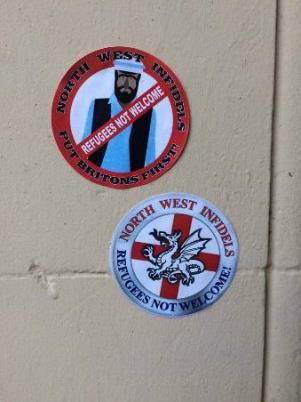 NORTH WEST INFIDELS
REFUGEES NOT WELCOME
PUT BRITONS FIRST!
NORTH WEST INFIDELS
REFUGEES NOT WELCOME!